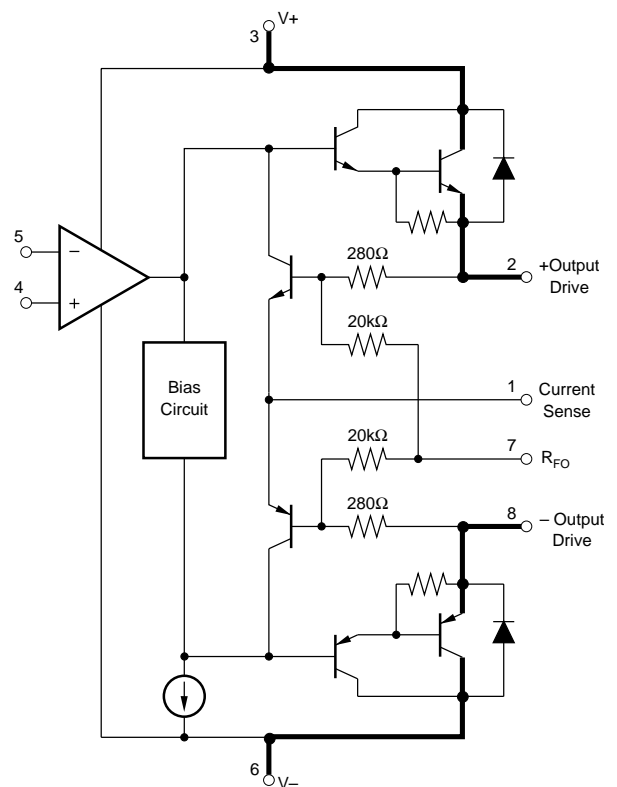 V+
3
5
−
4
+
280Ω
2
+Output
Drive
20kΩ
Bias
Circuit
1
Current
Sense
20kΩ
7
RFO
280Ω
8
– Output
Drive
6
V–